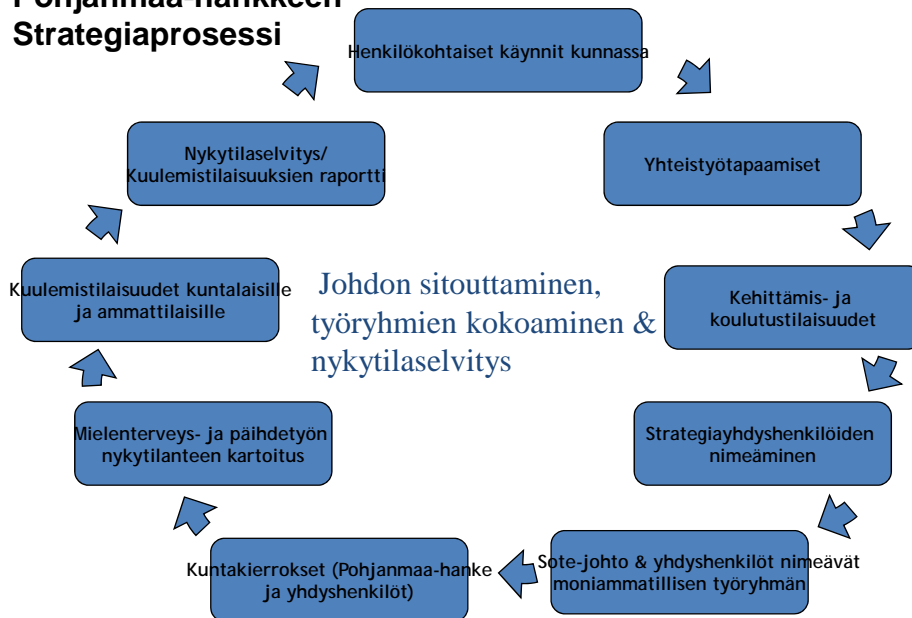 Pohjanmaa-hankkeen
Strategiaprosessi
Henkilökohtaiset käynnit kunnassa
Yhteistyötapaamiset
Kehittämis- ja
koulutustilaisuudet
Strategiayhdyshenkilöiden
nimeäminen
Sote-johto & yhdyshenkilöt nimeävät
moniammatillisen työryhmän
Kuntakierrokset (Pohjanmaa-hanke
ja yhdyshenkilöt)
Mielenterveys- ja päihdetyön
nykytilanteen kartoitus
Kuulemistilaisuudet kuntalaisille
ja ammattilaisille
Nykytilaselvitys/
Kuulemistilaisuuksien raportti
Johdon sitouttaminen,
työryhmien kokoaminen &
nykytilaselvitys